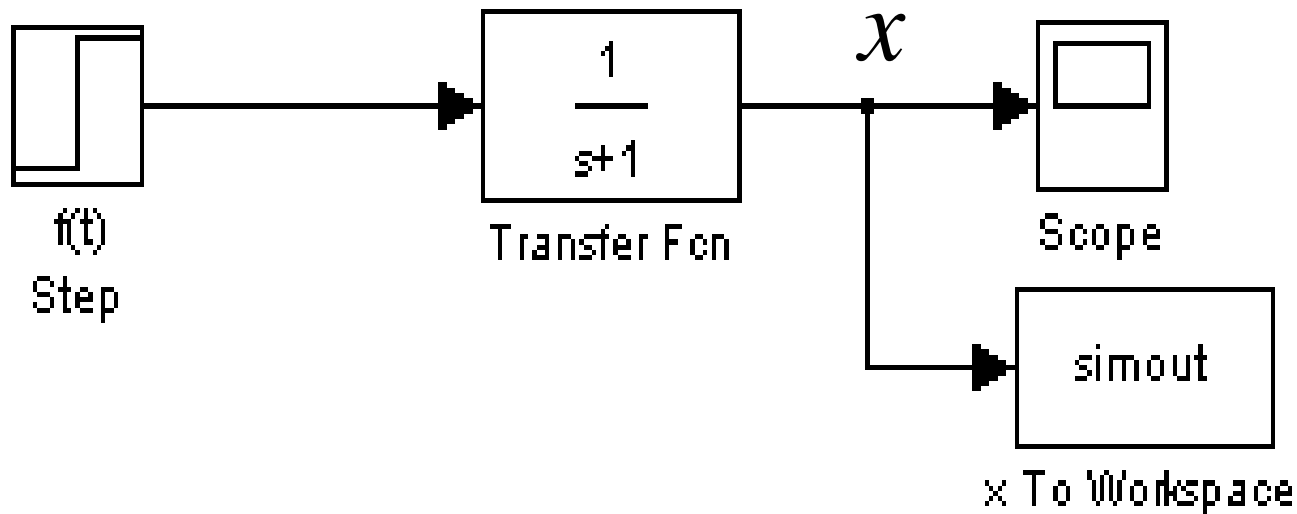 f(t)
Step
1
s+1
Transfer Fcn
x
Scope
simout
x To Workspace